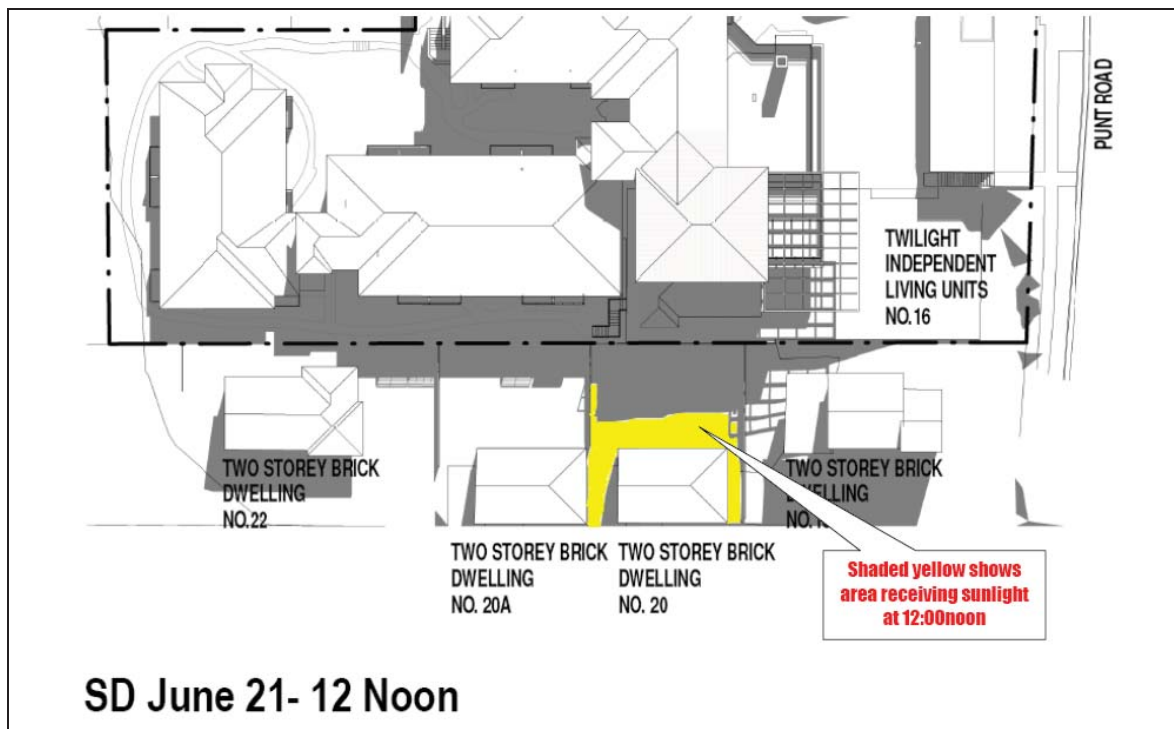 PUNT ROAD
TWILIGHT
INDEPENDENT
LIVING UNITS
NO.16
TWO STOREY BRICK
DWELLING
NO.22
TWO STOREY BRICK
DWELLING
NO. 20A
TWO STOREY BRICK
DWELLING
NO. 20
TWO STOREY BRICK
Shaded yellow shows
area receiving sunlight
at 12:00noon
SD June 21- 12 Noon